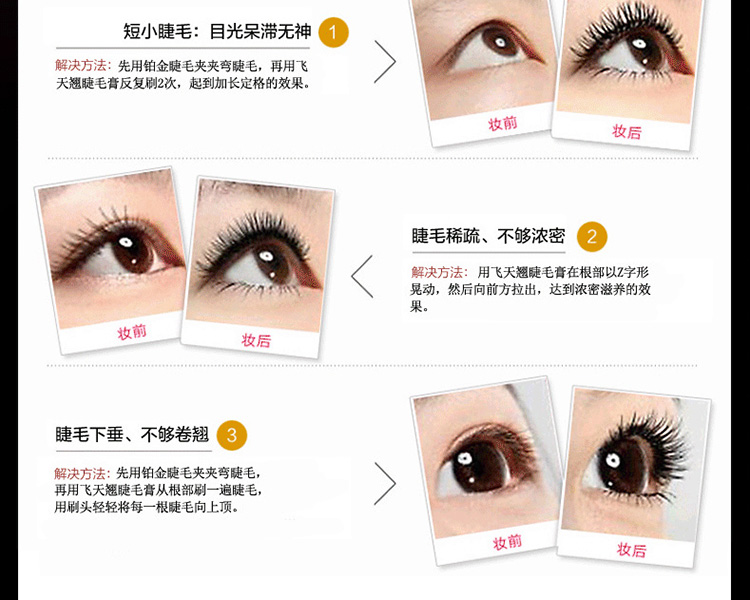 短小睫毛：目光呆滞无神 1
解决方法：先用铂金睫毛夹夹弯睫毛，再用飞
天翘睫毛膏反复刷2次，起到加长定格的效果。
妆前
妆后
睫毛稀疏、不够浓密 2
解决方法：用飞天翘睫毛膏在根部以Z字形
晃动，然后向前方拉出，达到浓密滋养的效
果。
妆前
妆后
睫毛下垂、不够卷翘 3
解决方法：先用铂金睫毛夹夹弯睫毛，
再用飞天翘睫毛膏从根部刷一遍睫毛，
用刷头轻轻将每一根睫毛向上顶。
妆前
妆后